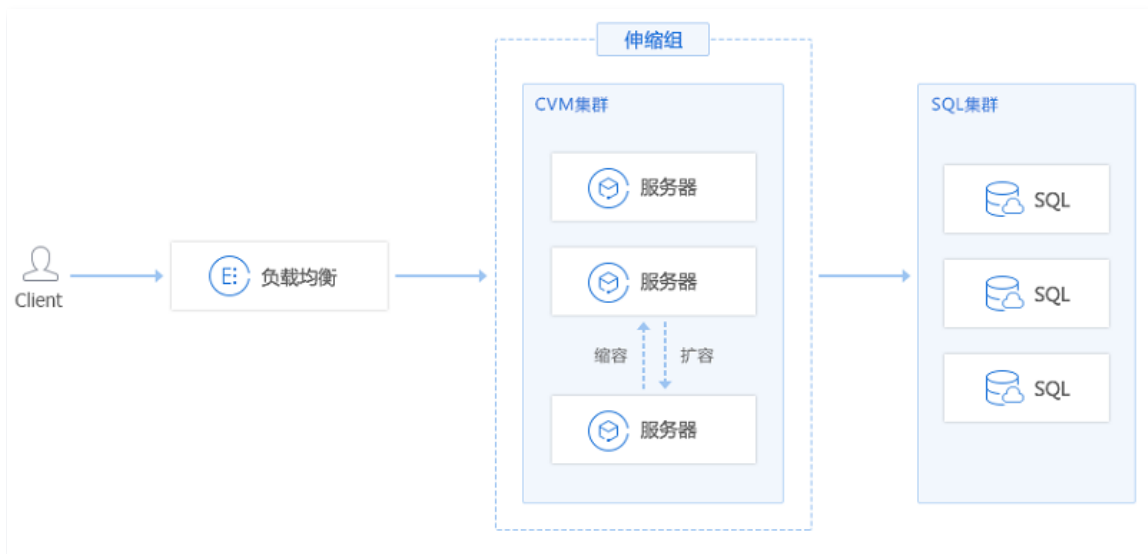 伸缩组
CVM集群
SQL集群
服务器
SQL
Client
负载均衡
服务器
SQL
缩容
扩容
服务器
SQL